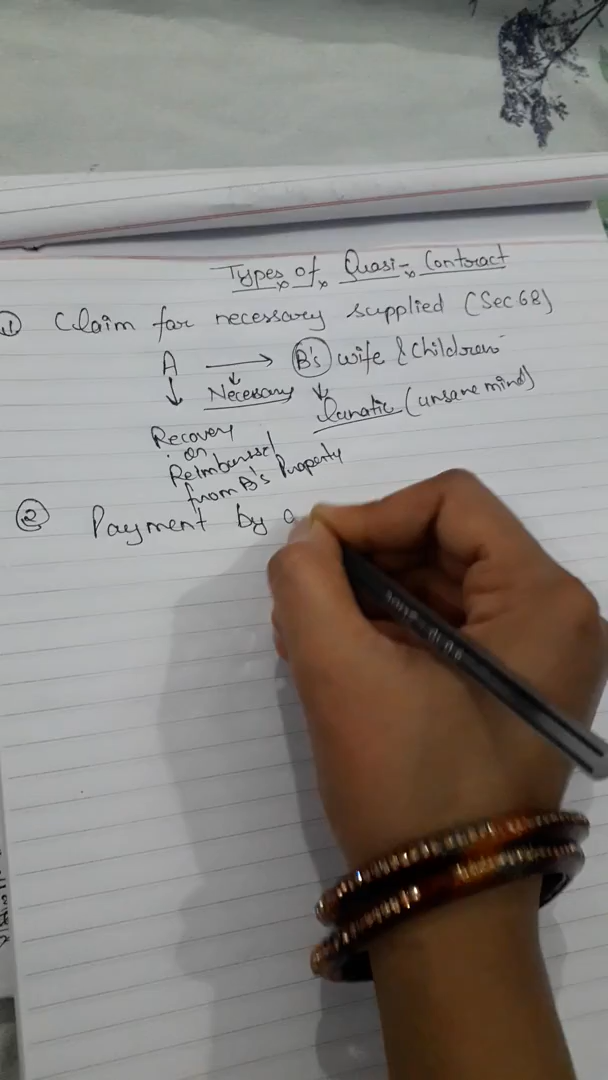 Types of Quasi-Contract
① Claim for necessary supplied (Sec 68)
A → B's wife & Children
Necessary Lunatic (unsane mind)
Recovery
or
Reimbursed
from B's Property
② Payment by a